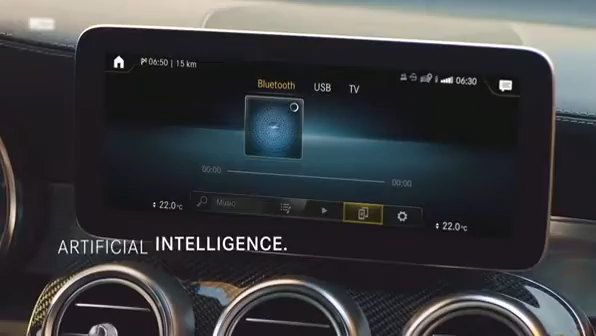 06:50 | 15 km
06:30
Bluetooth USB TV
00:00
00:00
Music
22.0°C
22.0°C
ARTIFICIAL INTELLIGENCE.